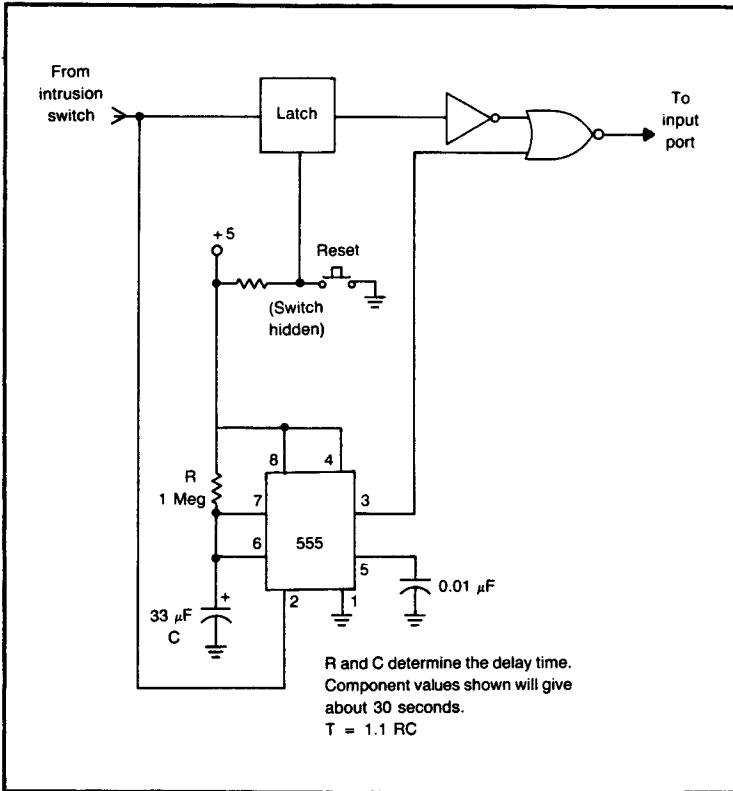 From
intrusion
switch
Latch
To
input
port
+5
Reset
(Switch
hidden)
R
1 Meg
8
4
7
3
6
555
5
2
1
33 µF
C
+
0.01 µF
R and C determine the delay time.
Component values shown will give
about 30 seconds.
T = 1.1 RC